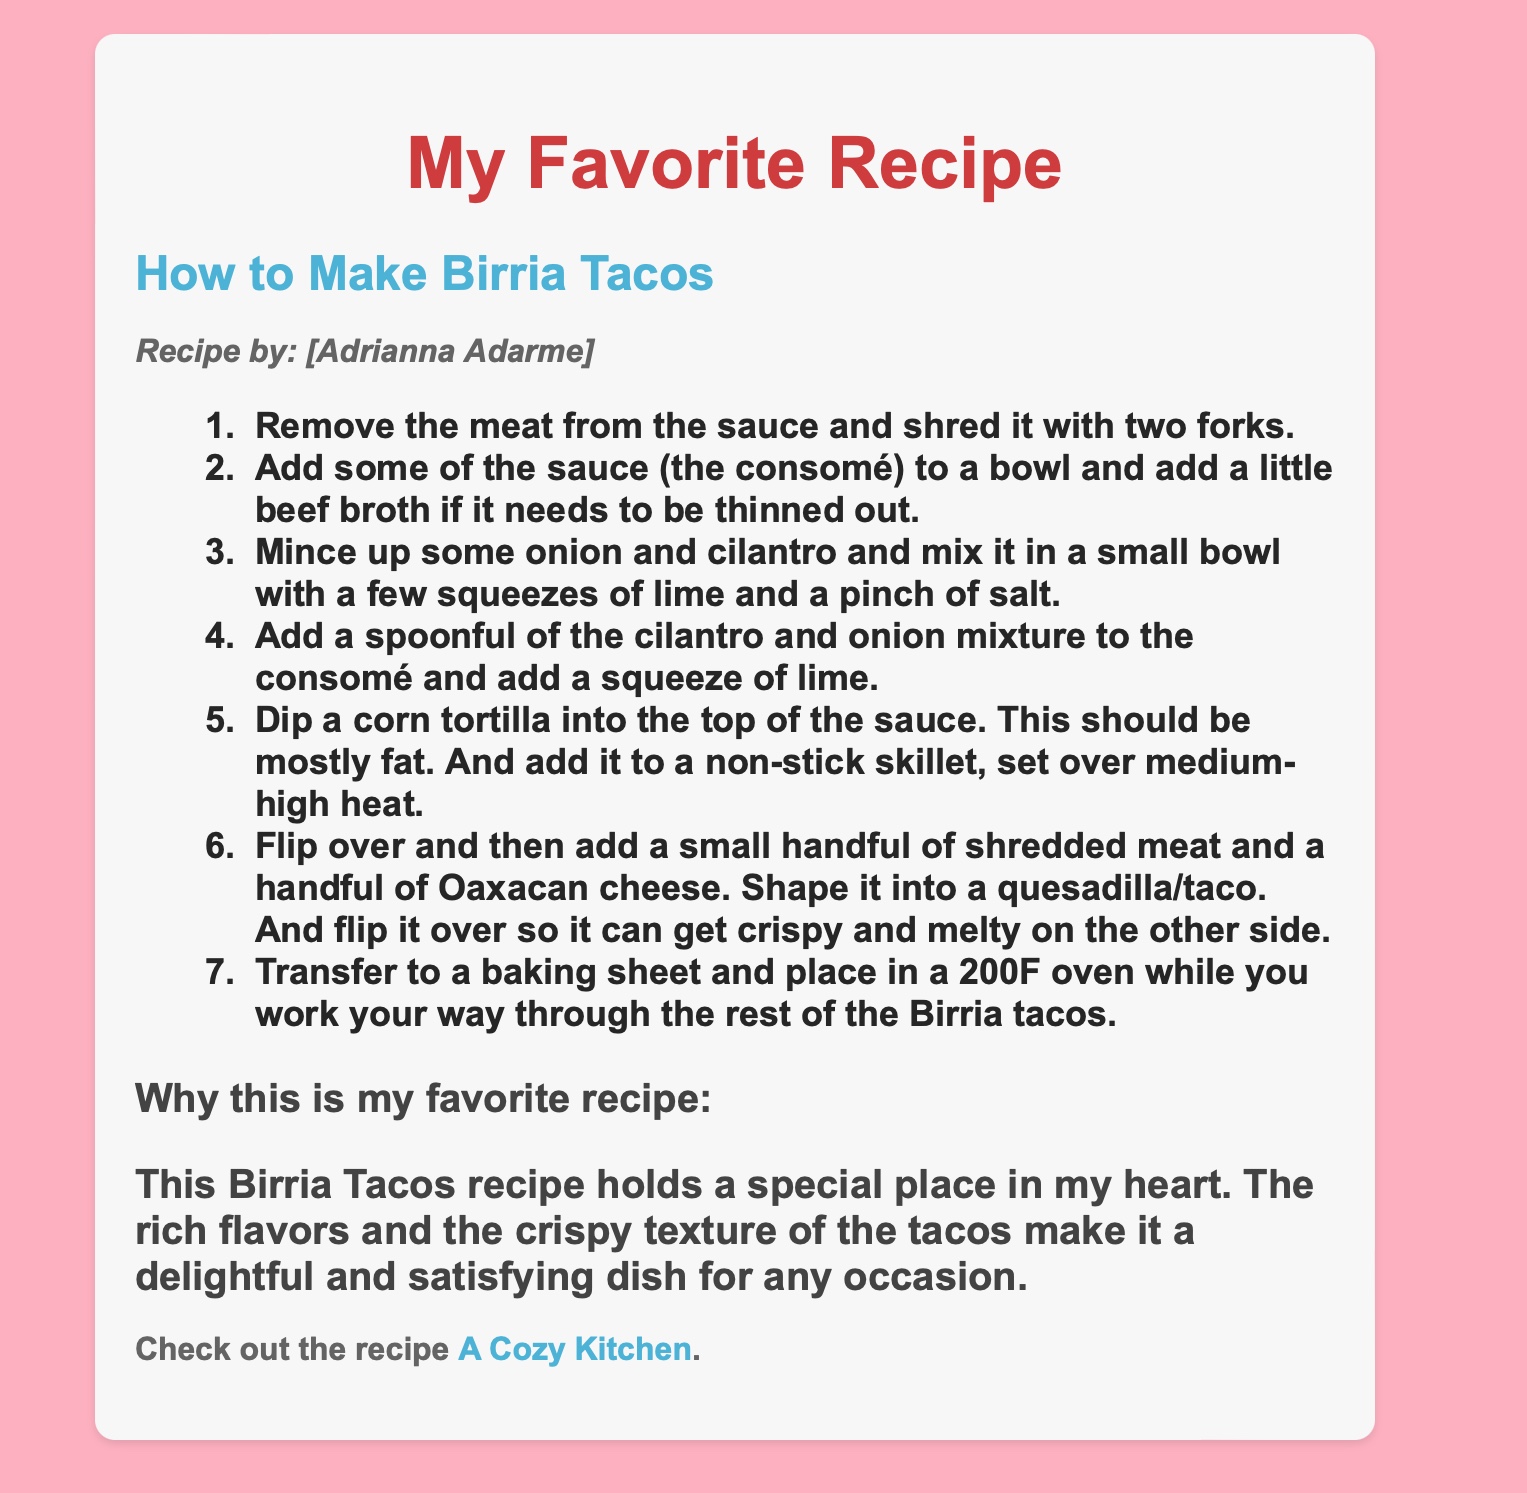 My Favorite Recipe
How to Make Birria Tacos
Recipe by: [Adrianna Adarme]
1. Remove the meat from the sauce and shred it with two forks.
2. Add some of the sauce (the consomé) to a bowl and add a little
beef broth if it needs to be thinned out.
3. Mince up some onion and cilantro and mix it in a small bowl
with a few squeezes of lime and a pinch of salt.
4. Add a spoonful of the cilantro and onion mixture to the
consomé and add a squeeze of lime.
5. Dip a corn tortilla into the top of the sauce. This should be
mostly fat. And add it to a non-stick skillet, set over medium-
high heat.
6. Flip over and then add a small handful of shredded meat and a
handful of Oaxacan cheese. Shape it into a quesadilla/taco.
And flip it over so it can get crispy and melty on the other side.
7. Transfer to a baking sheet and place in a 200F oven while you
work your way through the rest of the Birria tacos.
Why this is my favorite recipe:
This Birria Tacos recipe holds a special place in my heart. The
rich flavors and the crispy texture of the tacos make it a
delightful and satisfying dish for any occasion.
Check out the recipe A Cozy Kitchen.